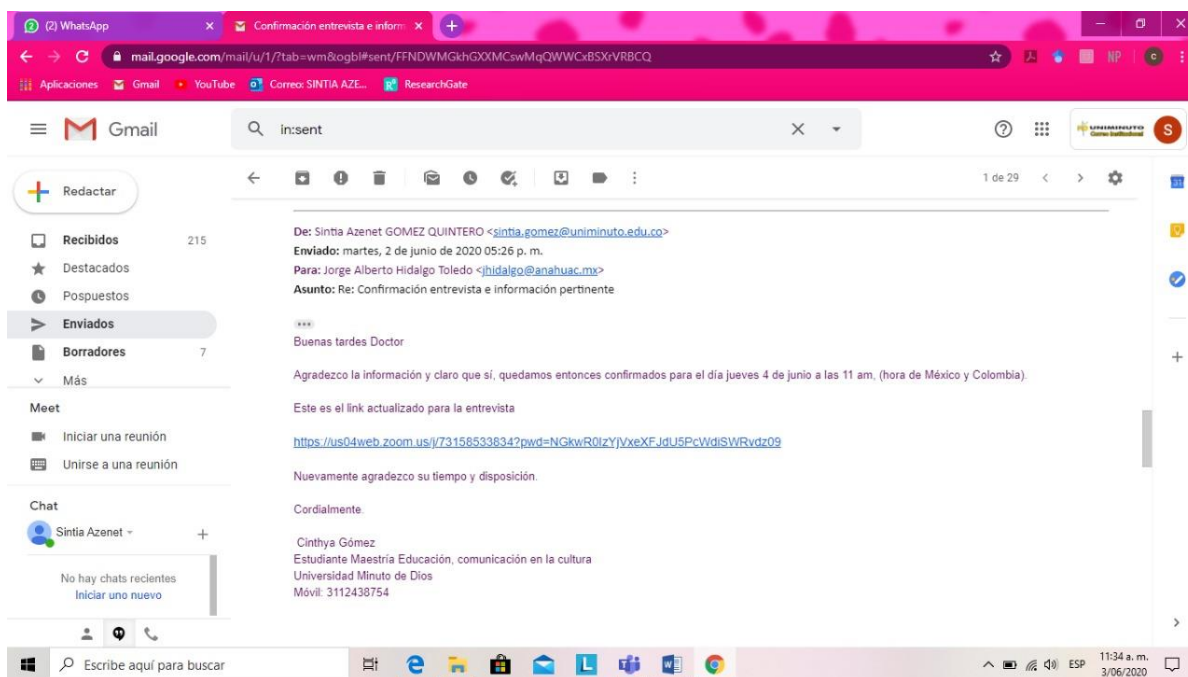 (2) WhatsApp
Confirmación entrevista e inform
mail.google.com/mail/u/1/?tab=wm&ogbl#sent/FFNDWMGkhGXXMCswMqQWWCxBSXrVRBCQ
NP
c
Aplicaciones Gmail YouTube Correo: SINTIA AZE... ResearchGate
Gmail
in:sent
UNIMINUTO
Correo Institucional
S
Redactar
1 de 29
31
Recibidos 215
Destacados
Pospuestos
Enviados
Borradores 7
Más
Meet
Iniciar una reunión
Unirse a una reunión
Chat
Sintia Azenet
No hay chats recientes
Iniciar uno nuevo
De: Sintia Azenet GOMEZ QUINTERO <sintia.gomez@uniminuto.edu.co>
Enviado: martes, 2 de junio de 2020 05:26 p. m.
Para: Jorge Alberto Hidalgo Toledo <jhidalgo@anahuac.mx>
Asunto: Re: Confirmación entrevista e información pertinente
Buenas tardes Doctor
Agradezco la información y claro que sí, quedamos entonces confirmados para el día jueves 4 de junio a las 11 am, (hora de México y Colombia).
Este es el link actualizado para la entrevista
https://us04web.zoom.us/j/73158533834?pwd=NGkwR0lzYjVxeXFJdU5PcWdiSWRvdz09
Nuevamente agradezco su tiempo y disposición.
Cordialmente.
Cinthya Gómez
Estudiante Maestría Educación, comunicación en la cultura
Universidad Minuto de Dios
Móvil: 3112438754
Escribe aquí para buscar
ESP
11:34 a. m.
3/06/2020